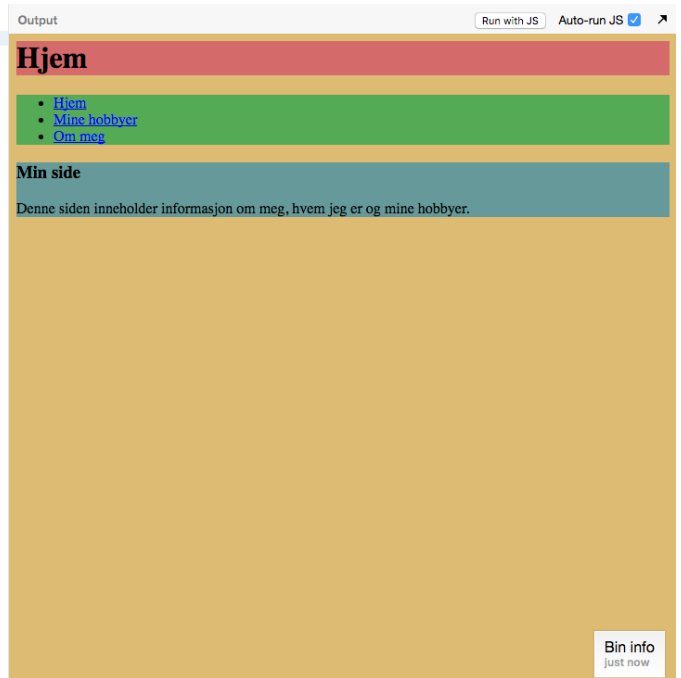 Output
Run with JS
Auto-run JS
Hjem
Hjem
Mine hobbyer
Om meg
Min side
Denne siden inneholder informasjon om meg, hvem jeg er og mine hobbyer.
Bin info
just now